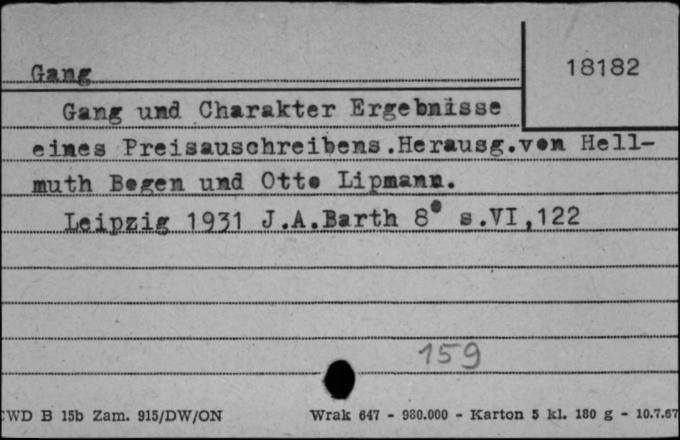 Gang
18182
Gang und Charakter Ergebnisse
eines Preisauschreibens.Herausg.von Hell-
muth Bogen und Otto Lipmann.
Leipzig 1931 J.A.Barth 8° s.VI,122
159
CWD B 15b Zam. 915/DW/ON Wrak 647 - 980.000 - Karton 5 kl. 180 g - 10.7.67